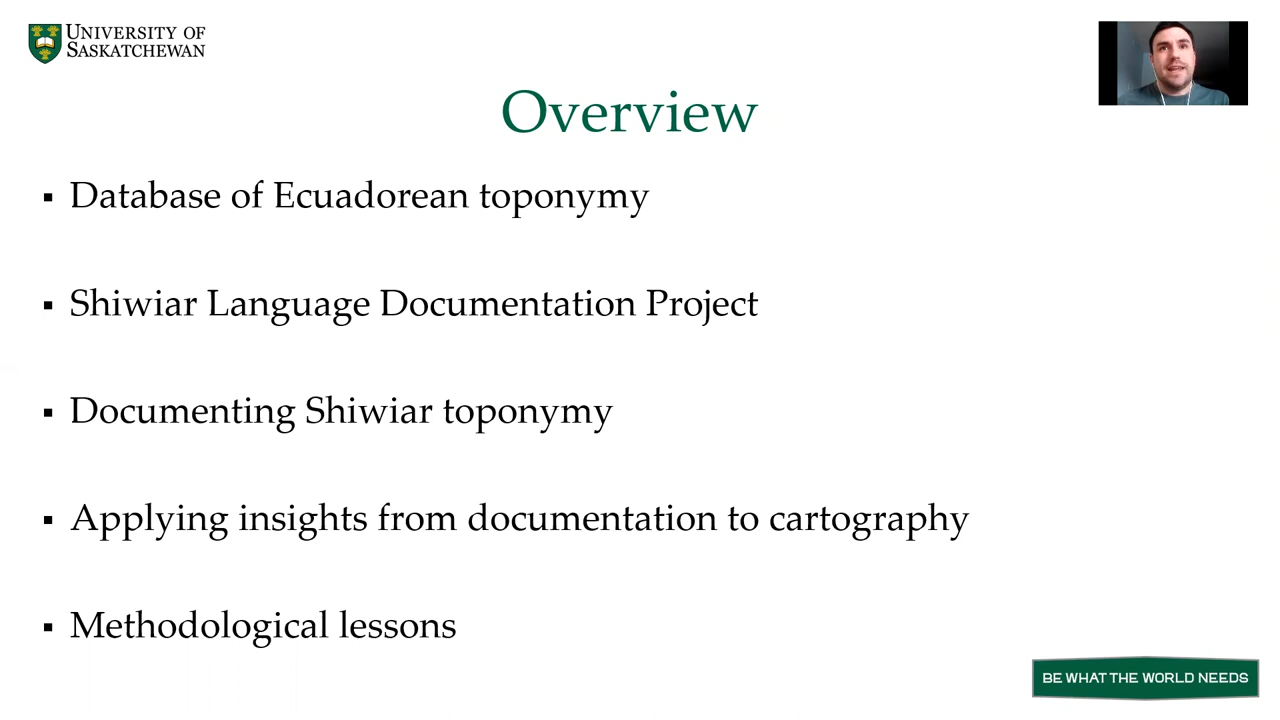 UNIVERSITY OF
SASKATCHEWAN
Overview
▪ Database of Ecuadorean toponymy
▪ Shiwiar Language Documentation Project
▪ Documenting Shiwiar toponymy
▪ Applying insights from documentation to cartography
▪ Methodological lessons
BE WHAT THE WORLD NEEDS